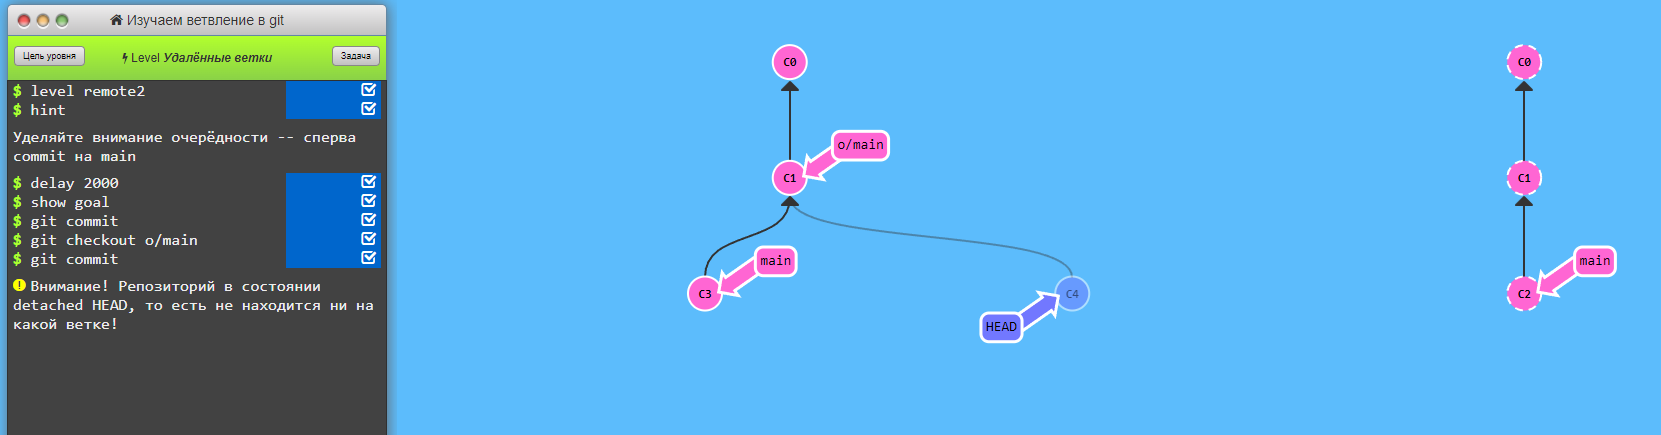 Изучаем ветвление в git
Цель уровня
Level Удалённые ветки
Задача
$ level remote2
$ hint
Уделяйте внимание очерёдности -- сперва
commit на main
$ delay 2000
$ show goal
$ git commit
$ git checkout o/main
$ git commit
Внимание! Репозиторий в состоянии
detached HEAD, то есть не находится ни на
какой ветке!
C0
o/main
C1
main
C3
C4
HEAD
C0
C1
main
C2